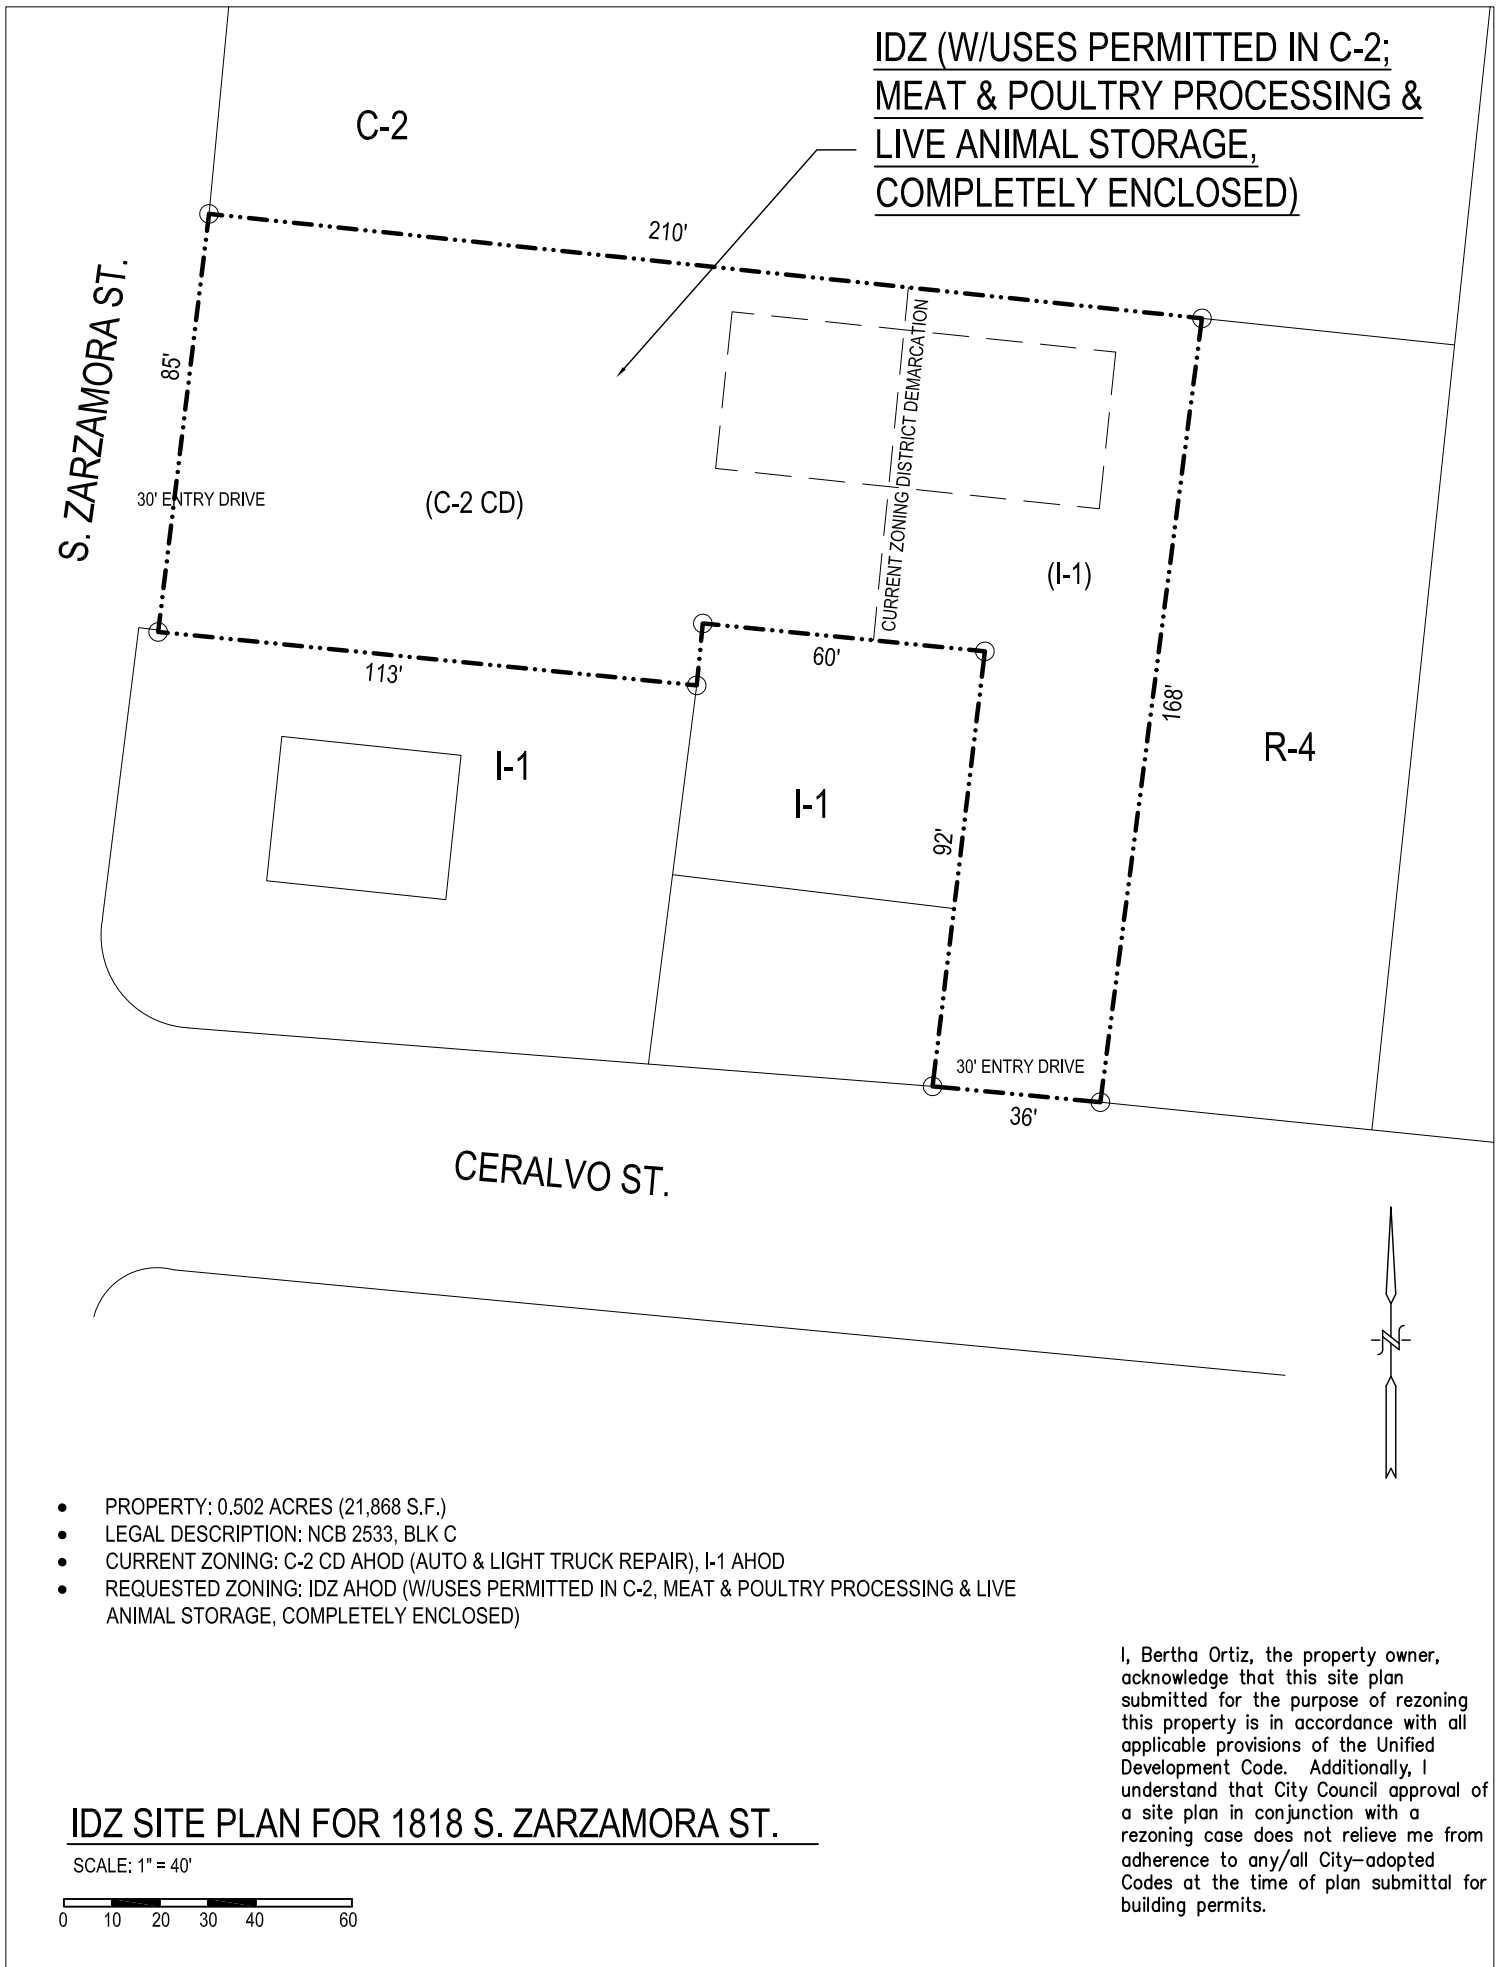 IDZ (W/USES PERMITTED IN C-2;
MEAT & POULTRY PROCESSING &
LIVE ANIMAL STORAGE,
COMPLETELY ENCLOSED)
C-2
210'
S. ZARZAMORA ST.
85'
30' ENTRY DRIVE
(C-2 CD)
CURRENT ZONING DISTRICT DEMARCATION
(I-1)
113'
60'
168'
R-4
I-1
I-1
92'
30' ENTRY DRIVE
36'
CERALVO ST.
N
• PROPERTY: 0.502 ACRES (21,868 S.F.)
• LEGAL DESCRIPTION: NCB 2533, BLK C
• CURRENT ZONING: C-2 CD AHOD (AUTO & LIGHT TRUCK REPAIR), I-1 AHOD
• REQUESTED ZONING: IDZ AHOD (W/USES PERMITTED IN C-2, MEAT & POULTRY PROCESSING & LIVE
ANIMAL STORAGE, COMPLETELY ENCLOSED)
I, Bertha Ortiz, the property owner,
acknowledge that this site plan
submitted for the purpose of rezoning
this property is in accordance with all
applicable provisions of the Unified
Development Code. Additionally, I
understand that City Council approval of
a site plan in conjunction with a
rezoning case does not relieve me from
adherence to any/all City-adopted
Codes at the time of plan submittal for
building permits.
IDZ SITE PLAN FOR 1818 S. ZARZAMORA ST.
SCALE: 1" = 40'
0 10 20 30 40 60